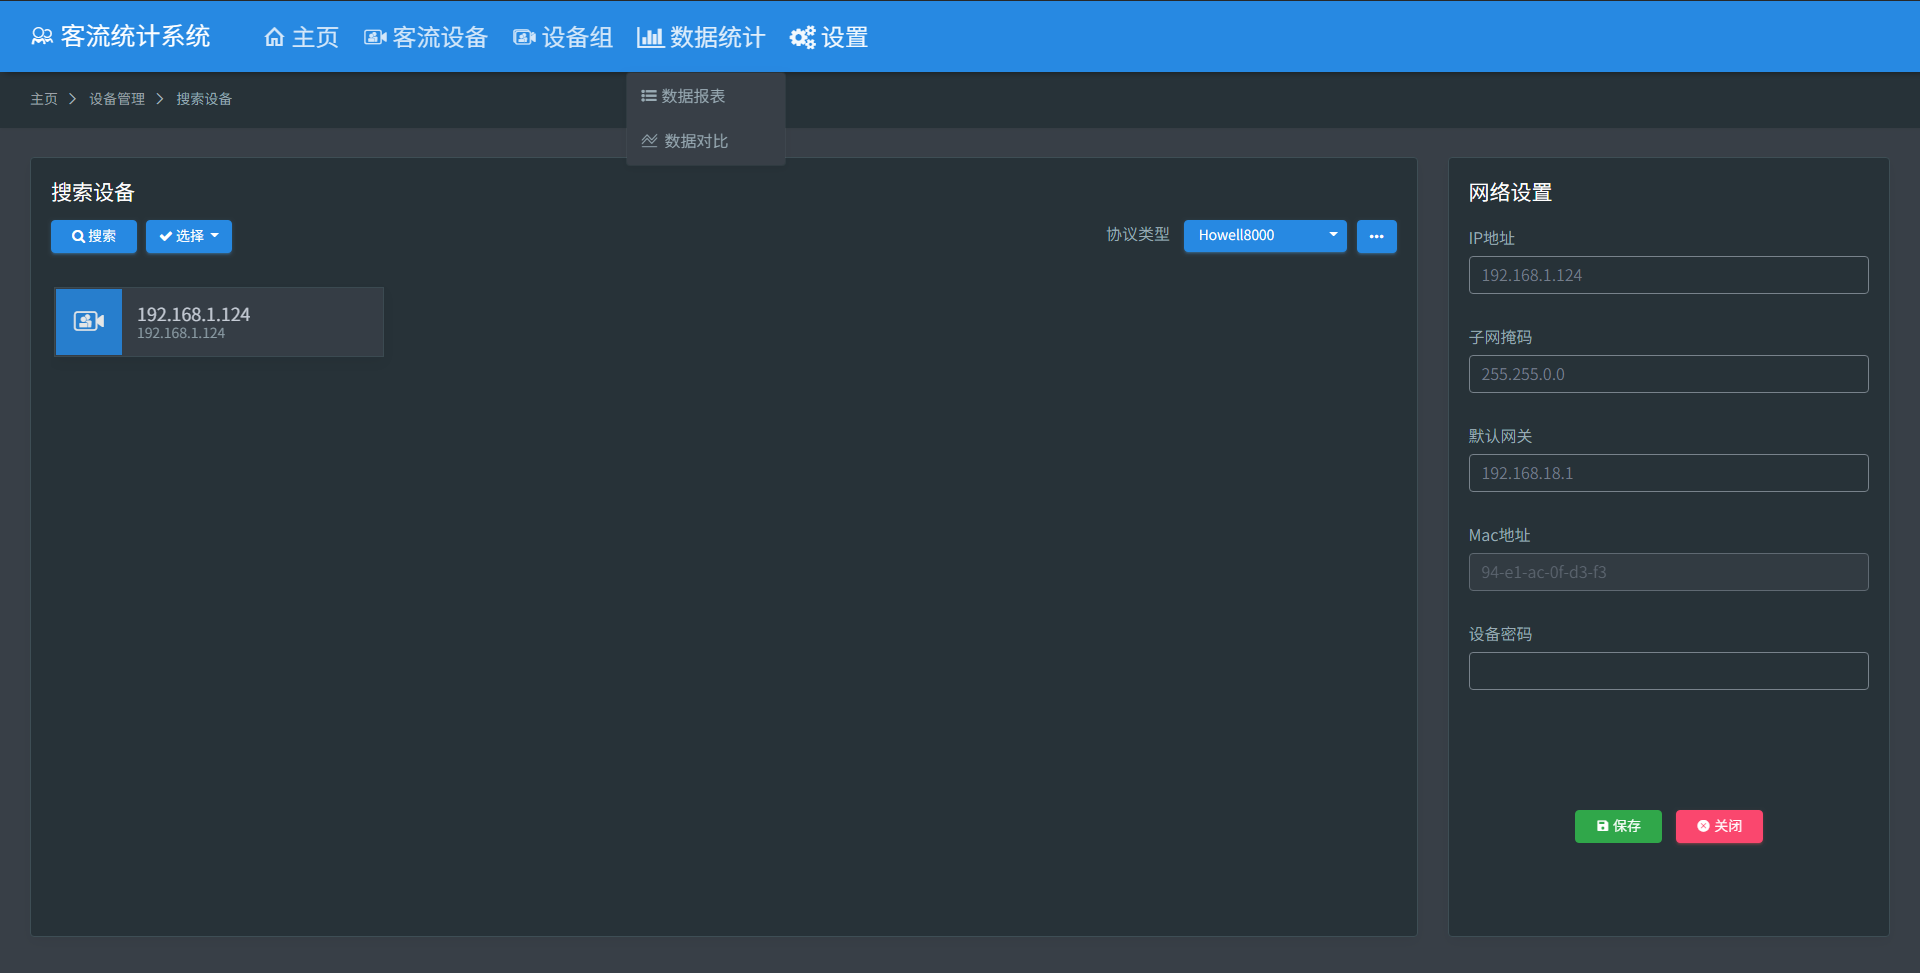 客流统计系统 主页 客流设备 设备组 数据统计 设置
数据报表
数据对比
主页 设备管理 搜索设备
搜索设备
搜索 选择
协议类型 Howell8000
192.168.1.124
192.168.1.124
网络设置
IP地址
192.168.1.124
子网掩码
255.255.0.0
默认网关
192.168.18.1
Mac地址
94-e1-ac-0f-d3-f3
设备密码
保存 关闭